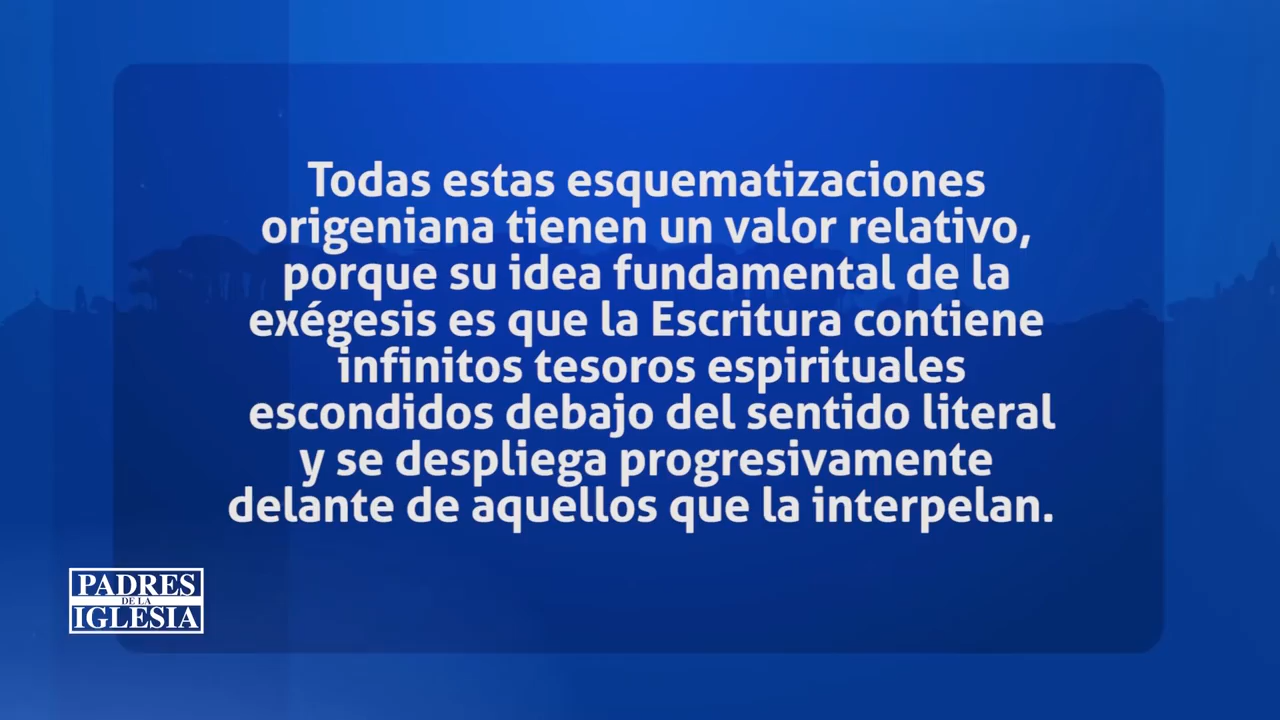 Todas estas esquematizaciones
origeniana tienen un valor relativo,
porque su idea fundamental de la
exégesis es que la Escritura contiene
infinitos tesoros espirituales
escondidos debajo del sentido literal
y se despliega progresivamente
delante de aquellos que la interpelan.
PADRES
DE LA
IGLESIA